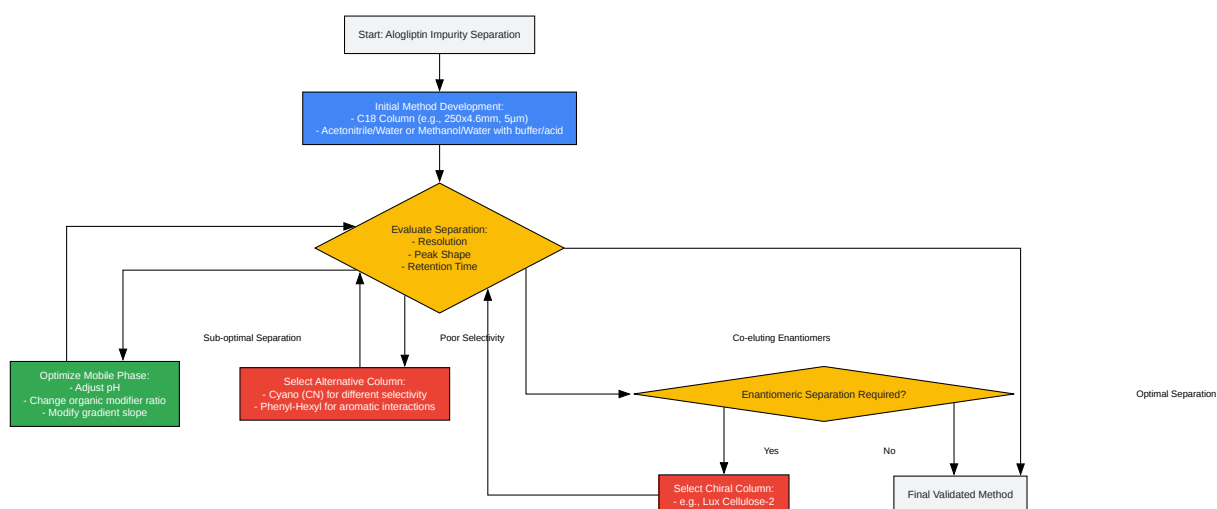 Start: Alogliptin Impurity Separation
Initial Method Development:
- C18 Column (e.g., 250x4.6mm, 5µm)
- Acetonitrile/Water or Methanol/Water with buffer/acid
Evaluate Separation:
- Resolution
- Peak Shape
- Retention Time
Sub-optimal Separation
Poor Selectivity
Co-eluting Enantiomers
Optimize Mobile Phase:
- Adjust pH
- Change organic modifier ratio
- Modify gradient slope
Select Alternative Column:
- Cyano (CN) for different selectivity
- Phenyl-Hexyl for aromatic interactions
Enantiomeric Separation Required?
Optimal Separation
Yes
No
Select Chiral Column:
- e.g., Lux Cellulose-2
Final Validated Method